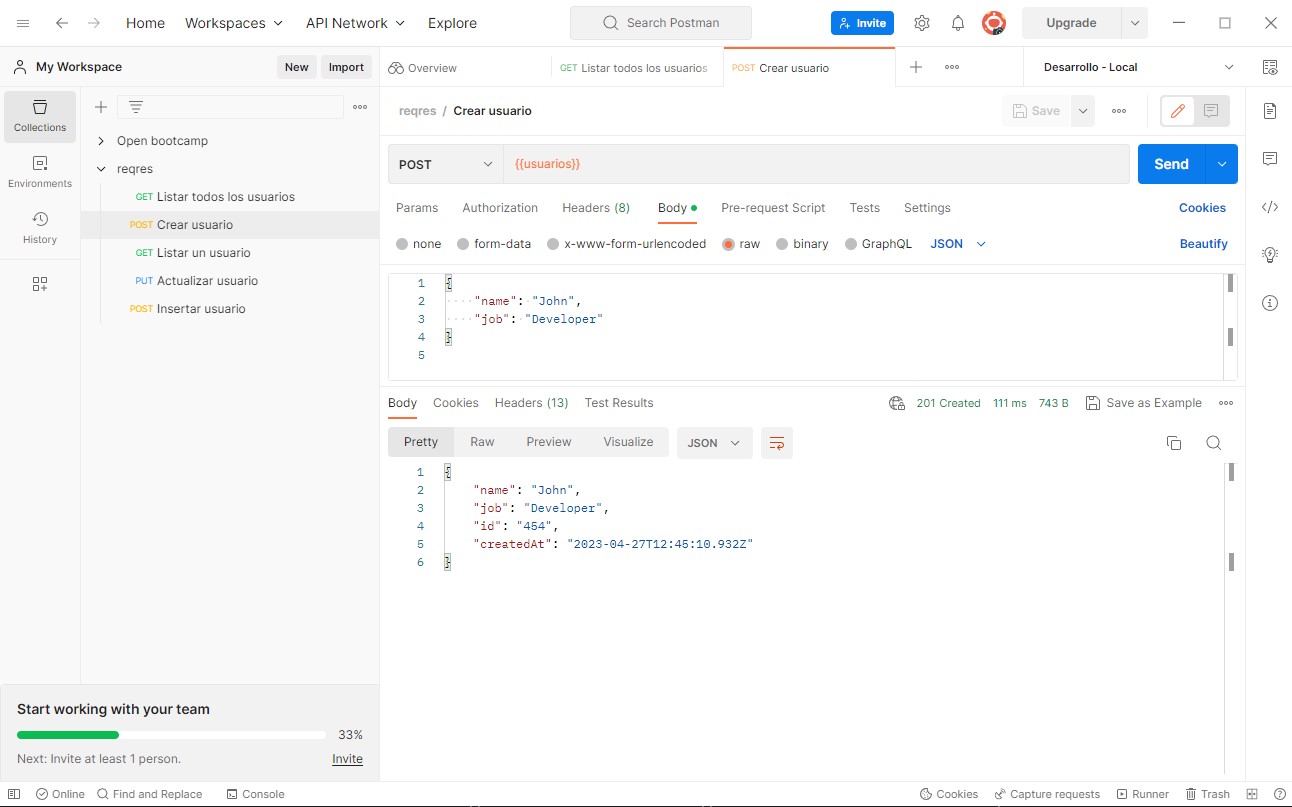 Home Workspaces API Network Explore Search Postman Invite Upgrade
My Workspace New Import Overview GET Listar todos los usuarios POST Crear usuario Desarrollo - Local
Collections
Environments
History
Open bootcamp
reqres
GET Listar todos los usuarios
POST Crear usuario
GET Listar un usuario
PUT Actualizar usuario
POST Insertar usuario
reqres / Crear usuario Save
POST {{usuarios}} Send
Params Authorization Headers (8) Body Pre-request Script Tests Settings Cookies
none form-data x-www-form-urlencoded raw binary GraphQL JSON Beautify
1 {
2 "name": "John",
3 "job": "Developer"
4 }
5
Body Cookies Headers (13) Test Results 201 Created 111 ms 743 B Save as Example
Pretty Raw Preview Visualize JSON
1 {
2 "name": "John",
3 "job": "Developer",
4 "id": "454",
5 "createdAt": "2023-04-27T12:45:10.932Z"
6 }
Start working with your team
33%
Next: Invite at least 1 person. Invite
Online Find and Replace Console Cookies Capture requests Runner Trash